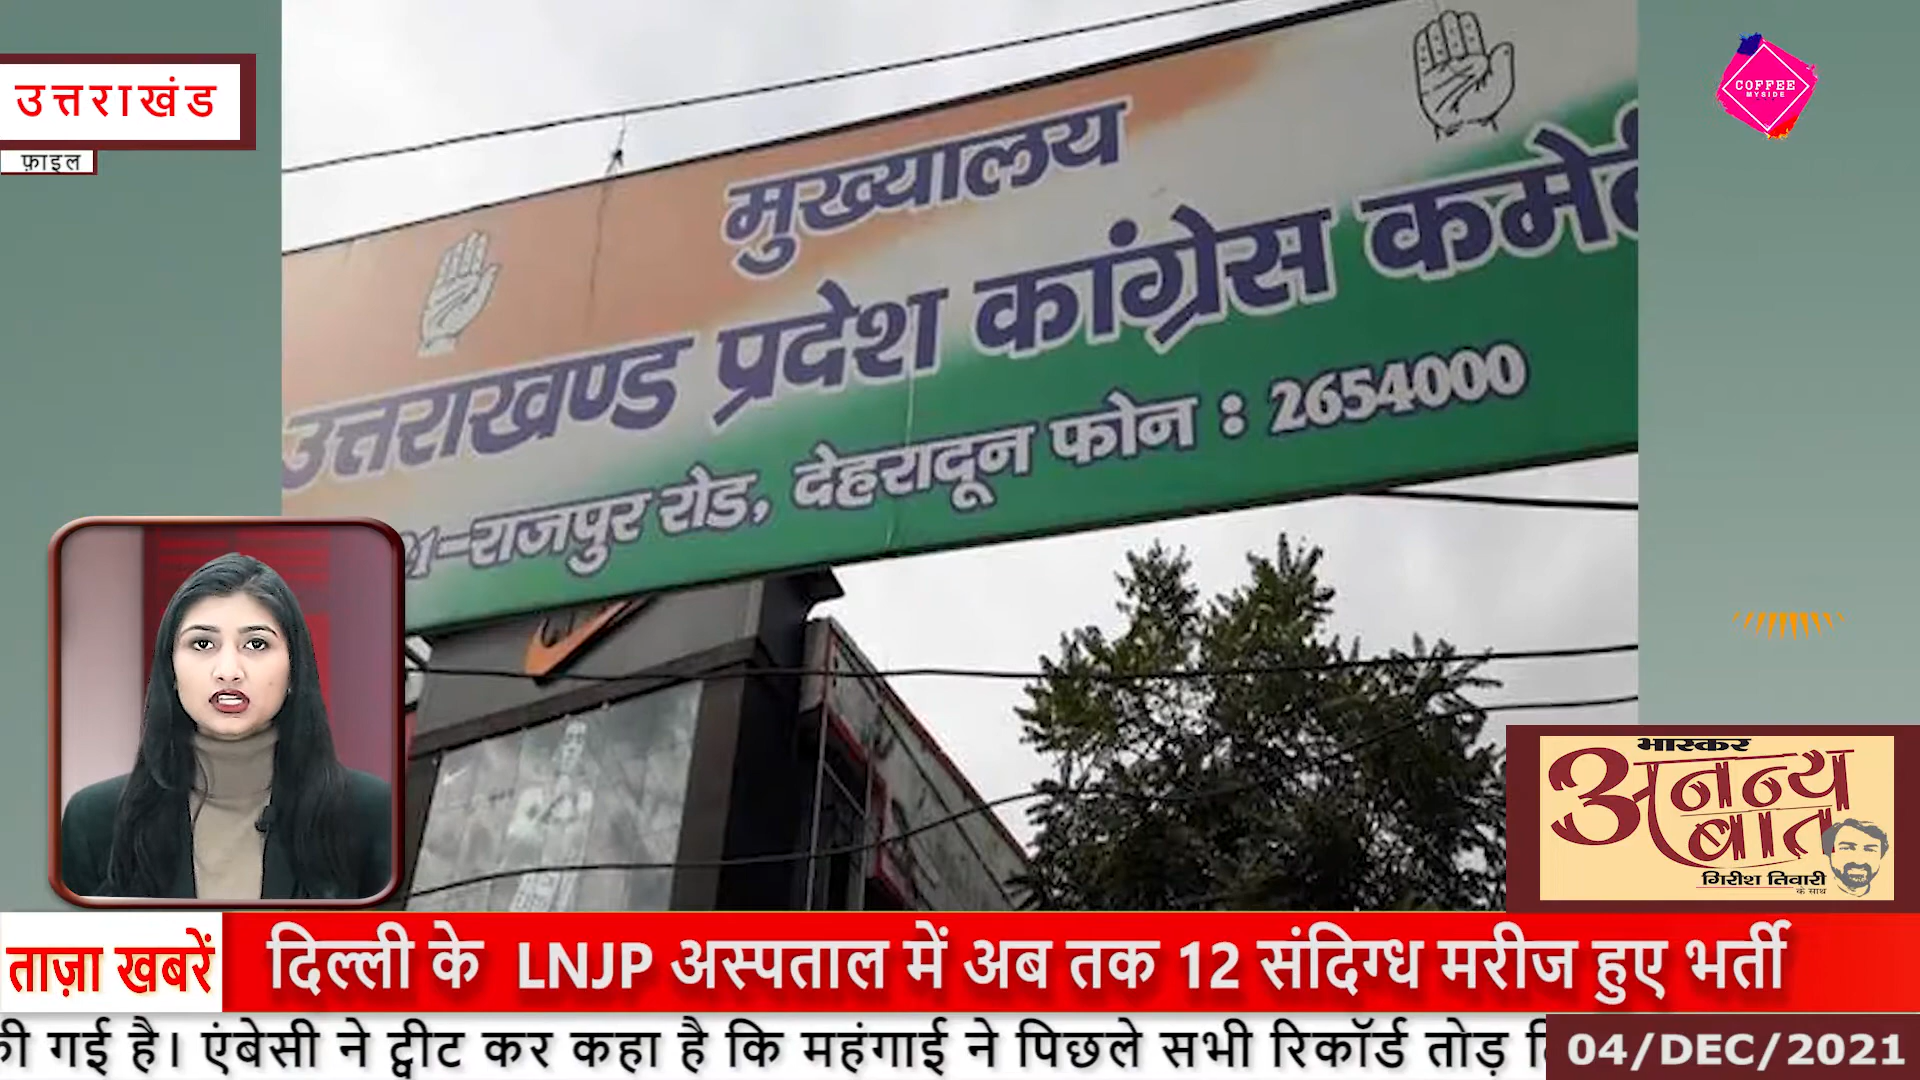 उत्तराखंड
फ़ाइल
COFFEE
MYSIDE
मुख्यालय
उत्तराखण्ड प्रदेश कांग्रेस
राजपुर रोड, देहरादून फोन : 2654000
भास्कर
अनन्य
बात
गिरीश तिवारी
के साथ
ताज़ा खबरें
दिल्ली के LNJP अस्पताल में अब तक 12 संदिग्ध मरीज हुए भर्ती
गई है। एंबेसी ने ट्वीट कर कहा है कि महंगाई ने पिछले सभी रिकॉर्ड तोड़
04/DEC/2021